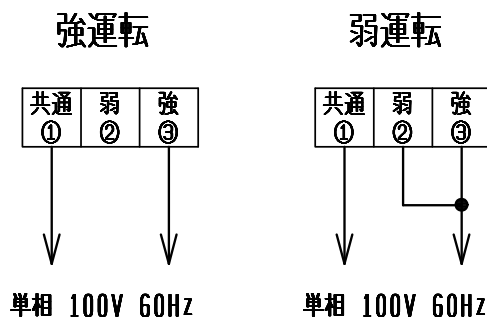 強運転 弱運転
共通 弱 強 共通 弱 強
① ② ③ ① ② ③
単相 100V 60Hz 単相 100V 60Hz